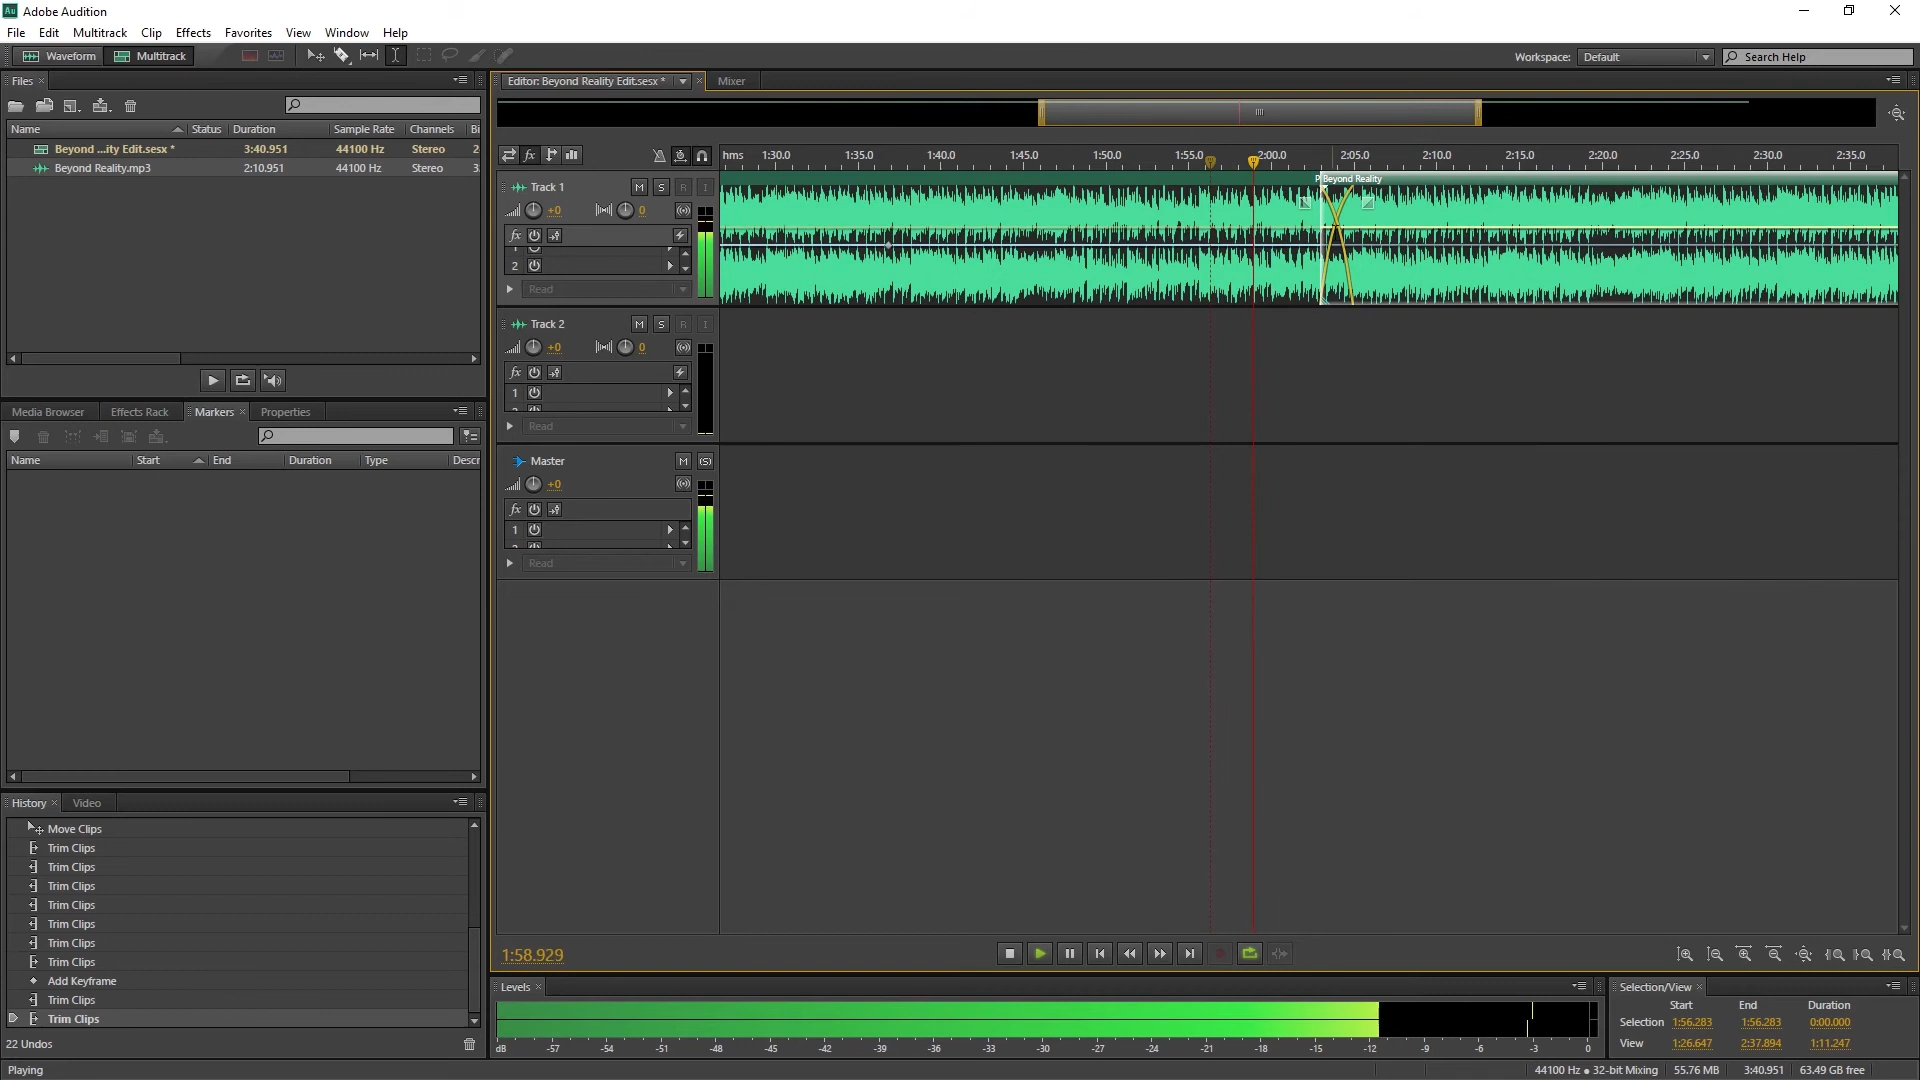 Au Adobe Audition
File Edit Multitrack Clip Effects Favorites View Window Help
Waveform Multitrack Workspace: Default Search Help
Files ×
Editor: Beyond Reality Edit.sesx * × Mixer
Name Status Duration Sample Rate Channels Bi
Beyond ...ity Edit.sesx * 3:40.951 44100 Hz Stereo 2
Beyond Reality.mp3 2:10.951 44100 Hz Stereo 3
hms 1:30.0 1:35.0 1:40.0 1:45.0 1:50.0 1:55.0 2:00.0 2:05.0 2:10.0 2:15.0 2:20.0 2:25.0 2:30.0 2:35.0
Beyond Reality
Track 1 M S R I
+0 0
fx
2
Read
Track 2 M S R I
+0 0
fx
1
Read
Master M (S)
+0
fx
1
Read
Media Browser Effects Rack Markers × Properties
Name Start End Duration Type Descr
History × Video
Move Clips
Trim Clips
Trim Clips
Trim Clips
Trim Clips
Trim Clips
Trim Clips
Trim Clips
Add Keyframe
Trim Clips
Trim Clips
22 Undos
1:58.929
Levels ×
dB -57 -54 -51 -48 -45 -42 -39 -36 -33 -30 -27 -24 -21 -18 -15 -12 -9 -6 -3 0
Selection/View ×
Start End Duration
Selection 1:56.283 1:56.283 0:00.000
View 1:26.647 2:37.894 1:11.247
Playing
44100 Hz ● 32-bit Mixing 55.76 MB 3:40.951 63.49 GB free